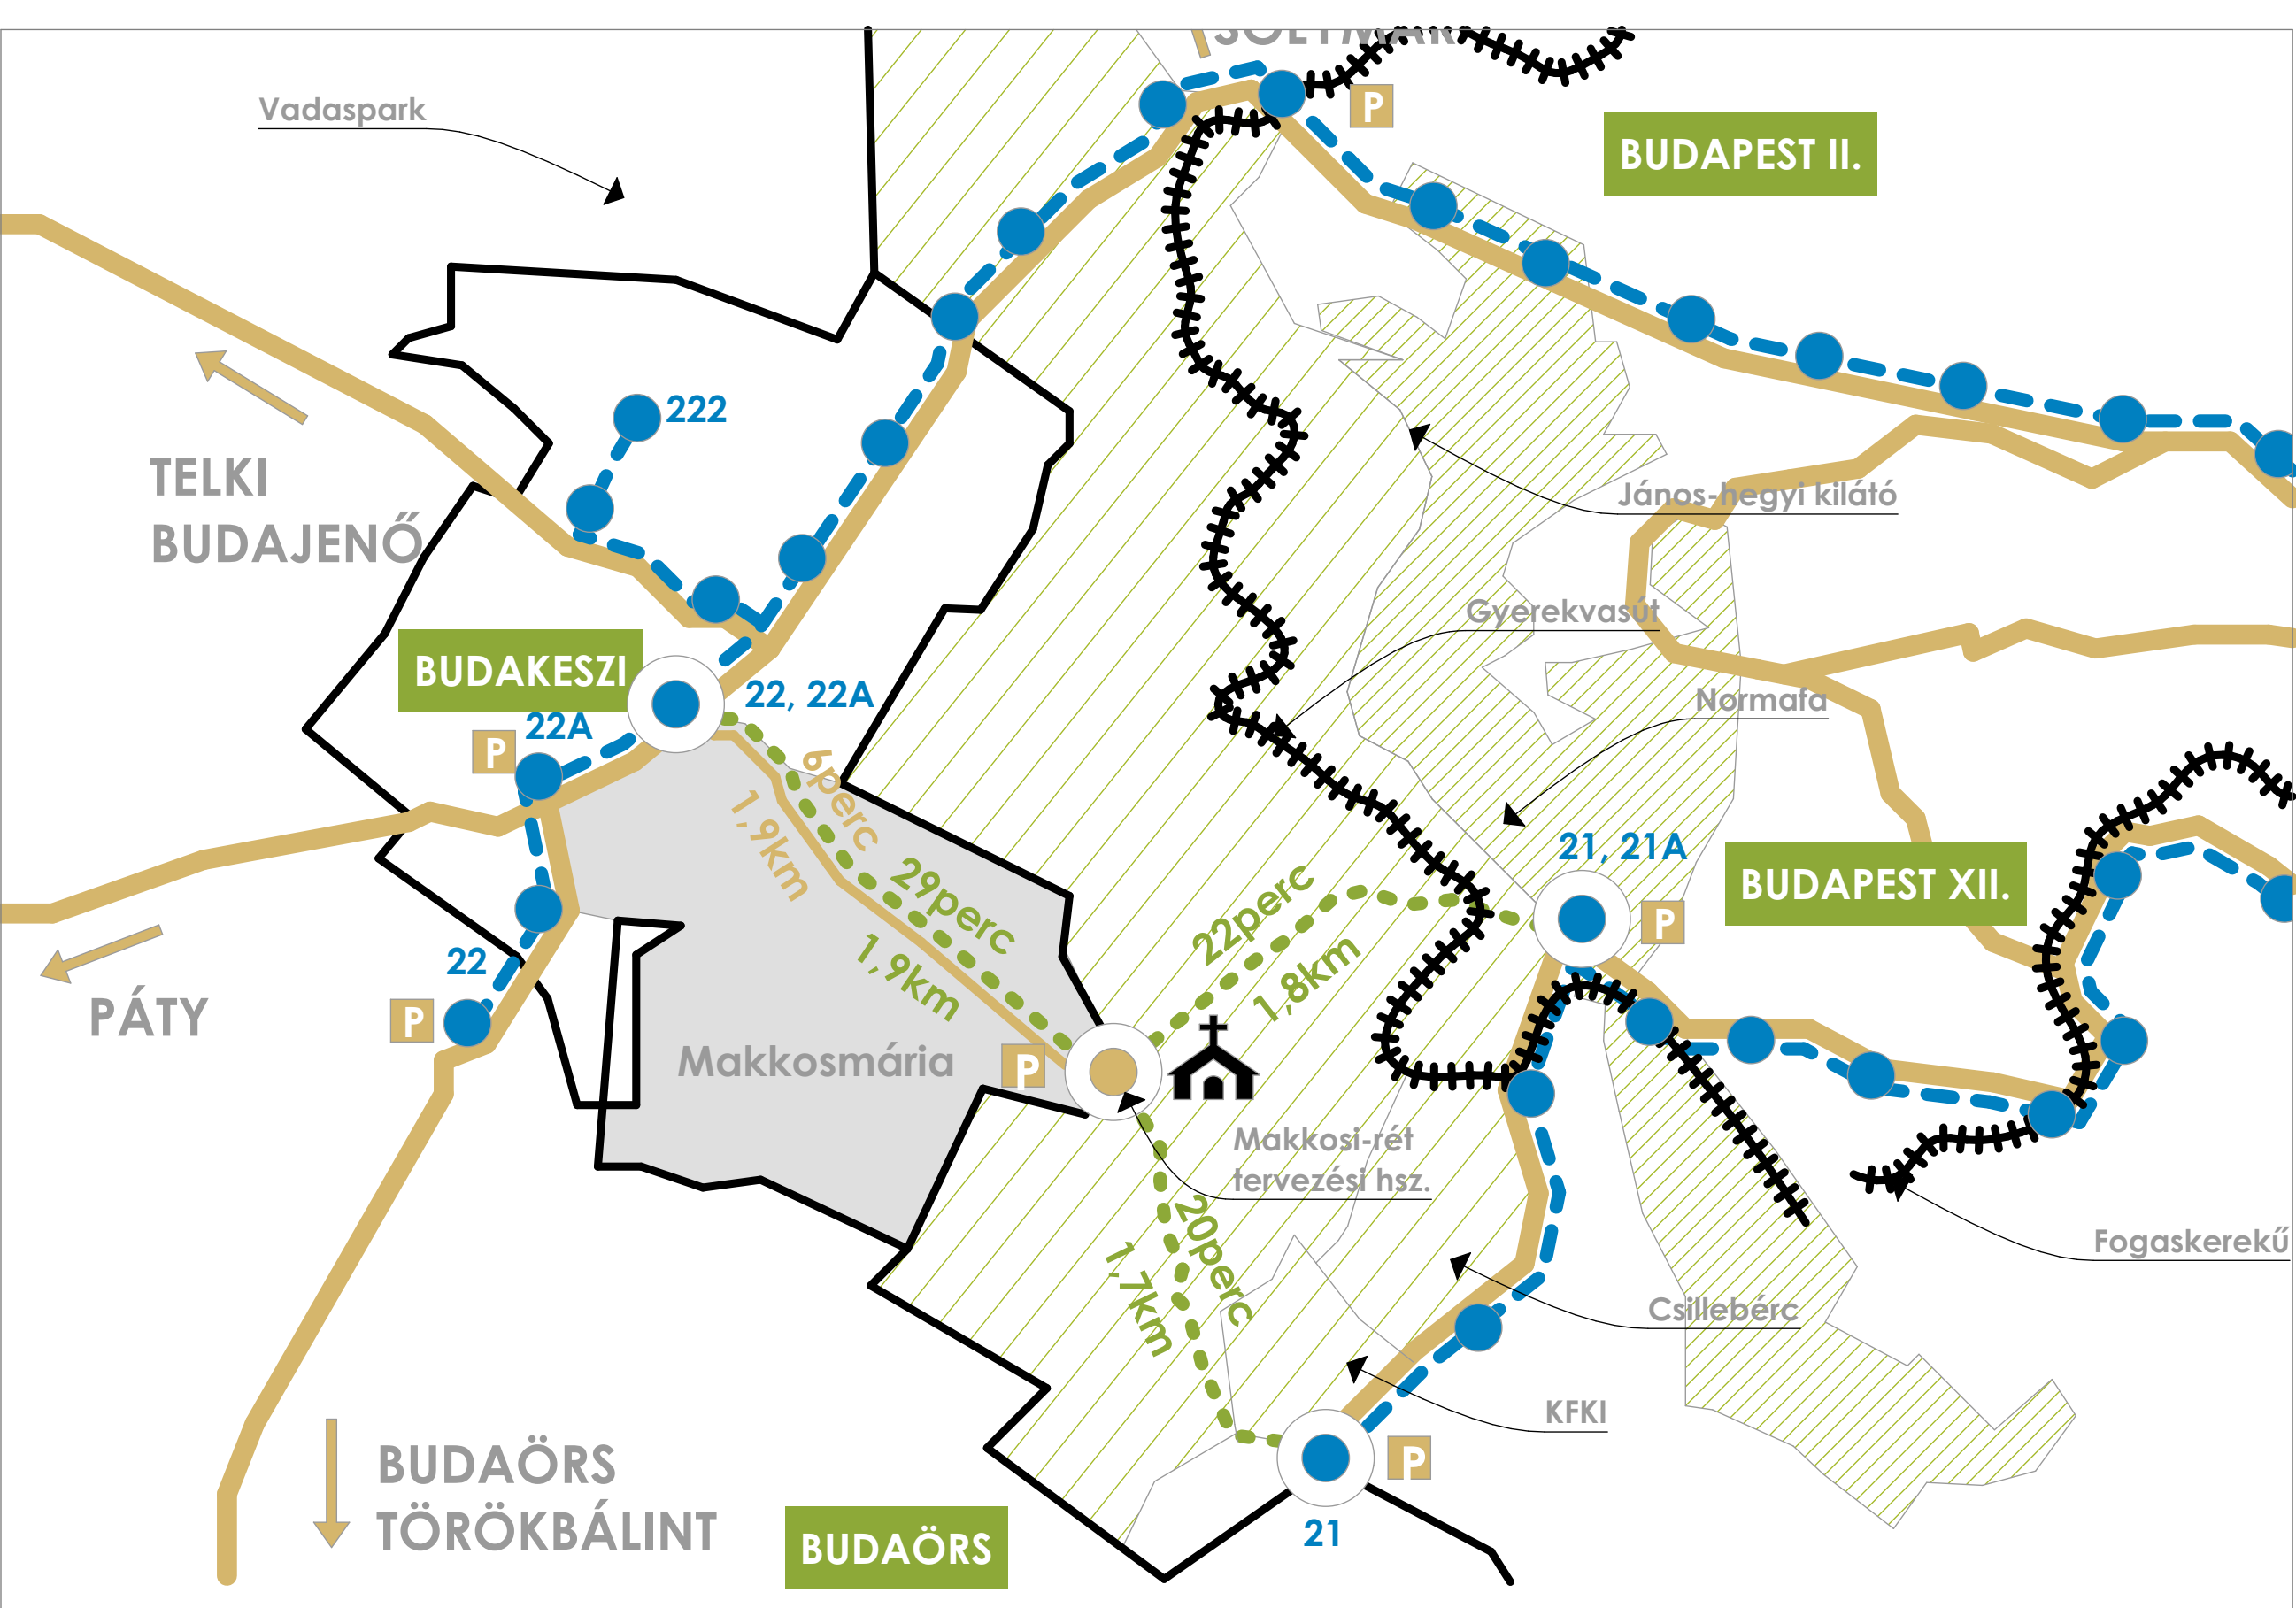 Vadaspark
P
BUDAPEST II.
222
TELKI
BUDAJENŐ
János-hegyi kilátó
Gyerekvasút
BUDAKESZI
22, 22A
22A
P
Normafa
6perc
1,9km
29perc
1,9km
22perc
1,8km
21, 21A
P
BUDAPEST XII.
22
P
PÁTY
Makkosmária
P
Makkosi-rét
tervezési hsz.
20perc
1,7km
Fogaskerekű
Csillebérc
KFKI
P
BUDAÖRS
TÖRÖKBÁLINT
BUDAÖRS
21